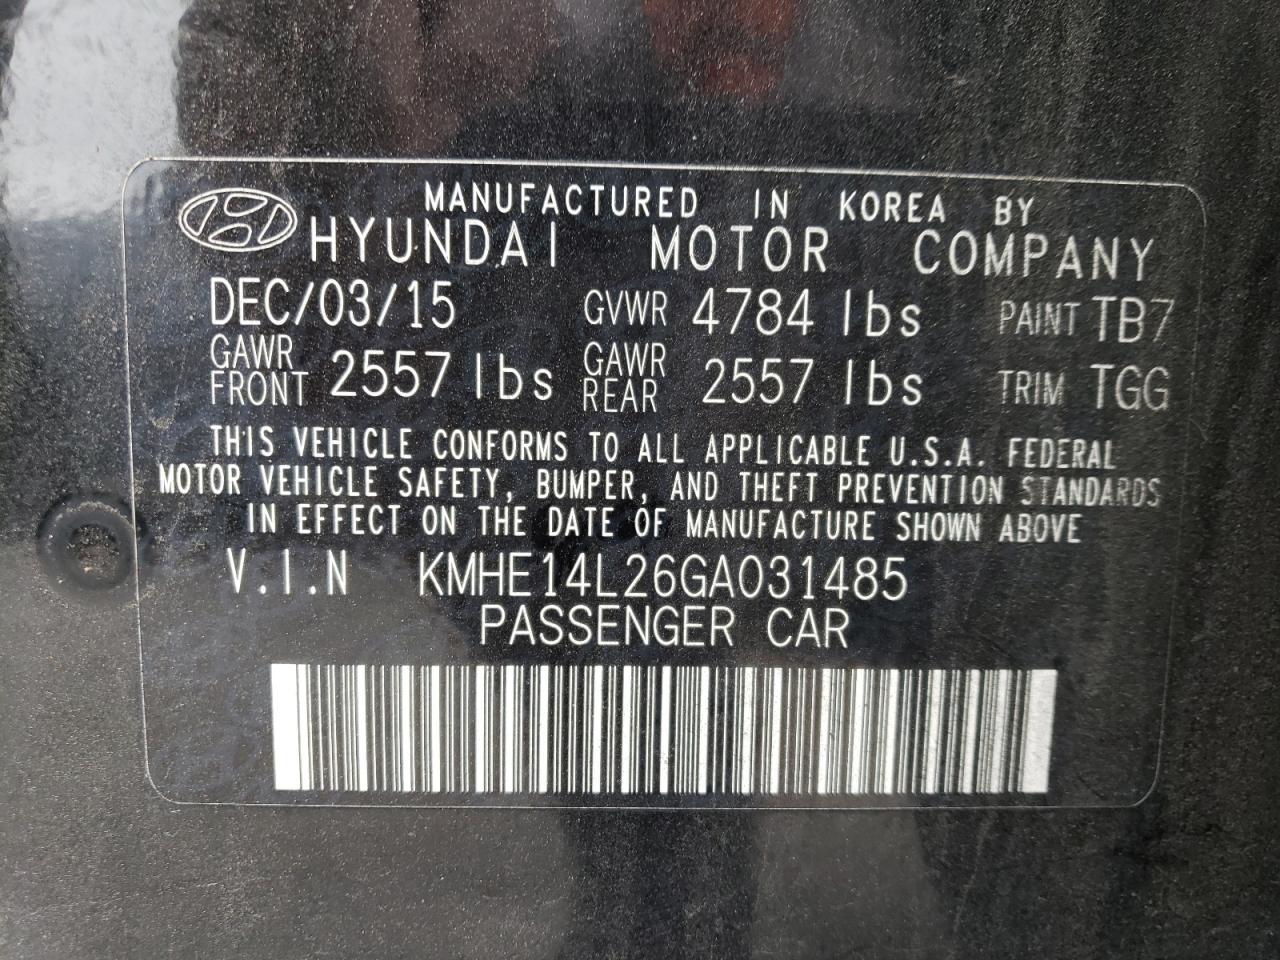 MANUFACTURED IN KOREA BY
HYUNDAI MOTOR COMPANY
DEC/03/15 GVWR 4784 lbs PAINT TB7
GAWR FRONT 2557 lbs GAWR REAR 2557 lbs TRIM TGG
THIS VEHICLE CONFORMS TO ALL APPLICABLE U.S.A. FEDERAL
MOTOR VEHICLE SAFETY, BUMPER, AND THEFT PREVENTION STANDARDS
IN EFFECT ON THE DATE OF MANUFACTURE SHOWN ABOVE
V.I.N KMHE14L26GA031485
PASSENGER CAR